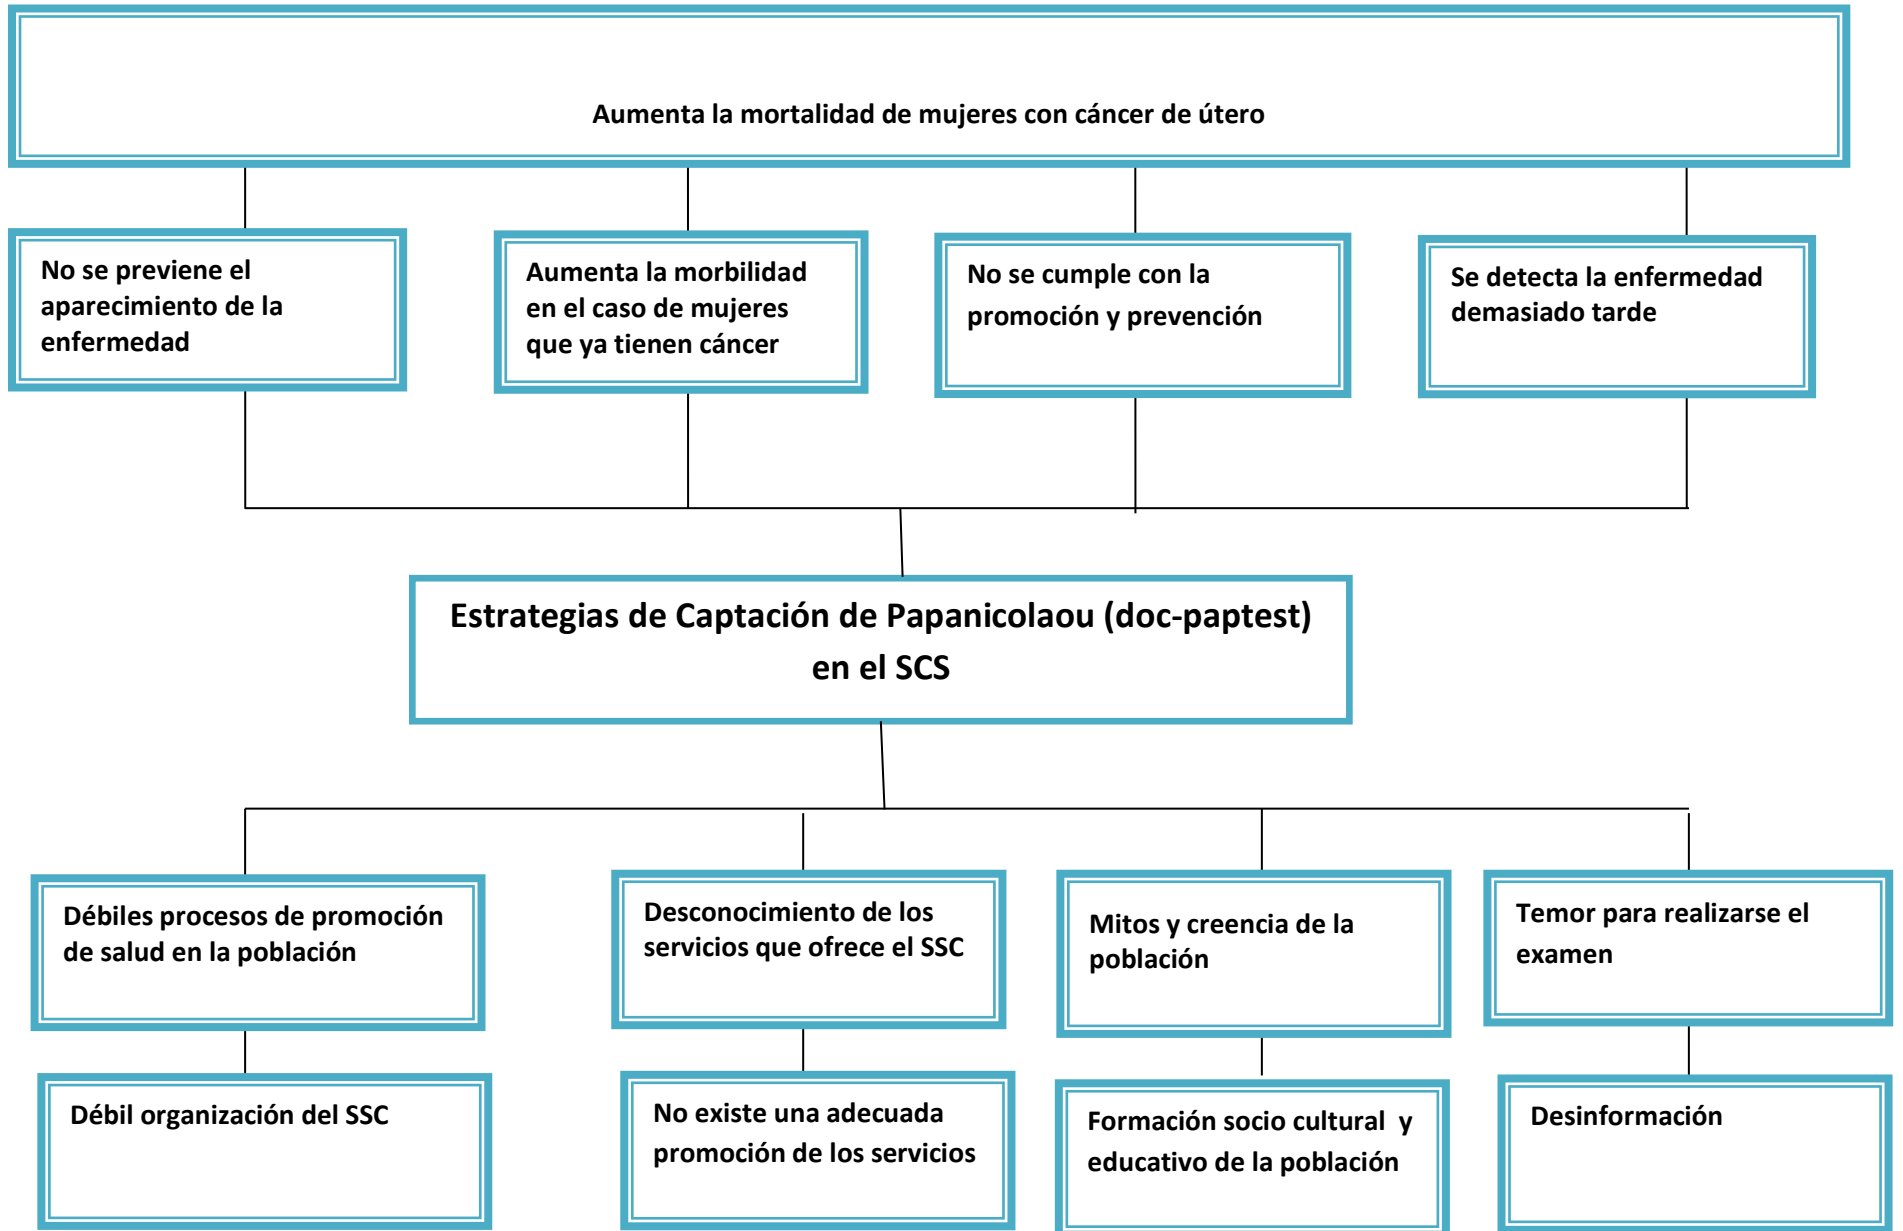 Aumenta la mortalidad de mujeres con cáncer de útero
No se previene el
aparecimiento de la
enfermedad
Aumenta la morbilidad
en el caso de mujeres
que ya tienen cáncer
No se cumple con la
promoción y prevención
Se detecta la enfermedad
demasiado tarde
Estrategias de Captación de Papanicolaou (doc-paptest)
en el SCS
Débiles procesos de promoción
de salud en la población
Desconocimiento de los
servicios que ofrece el SSC
Mitos y creencia de la
población
Temor para realizarse el
examen
Débil organización del SSC
No existe una adecuada
promoción de los servicios
Formación socio cultural  y
educativo de la población
Desinformación